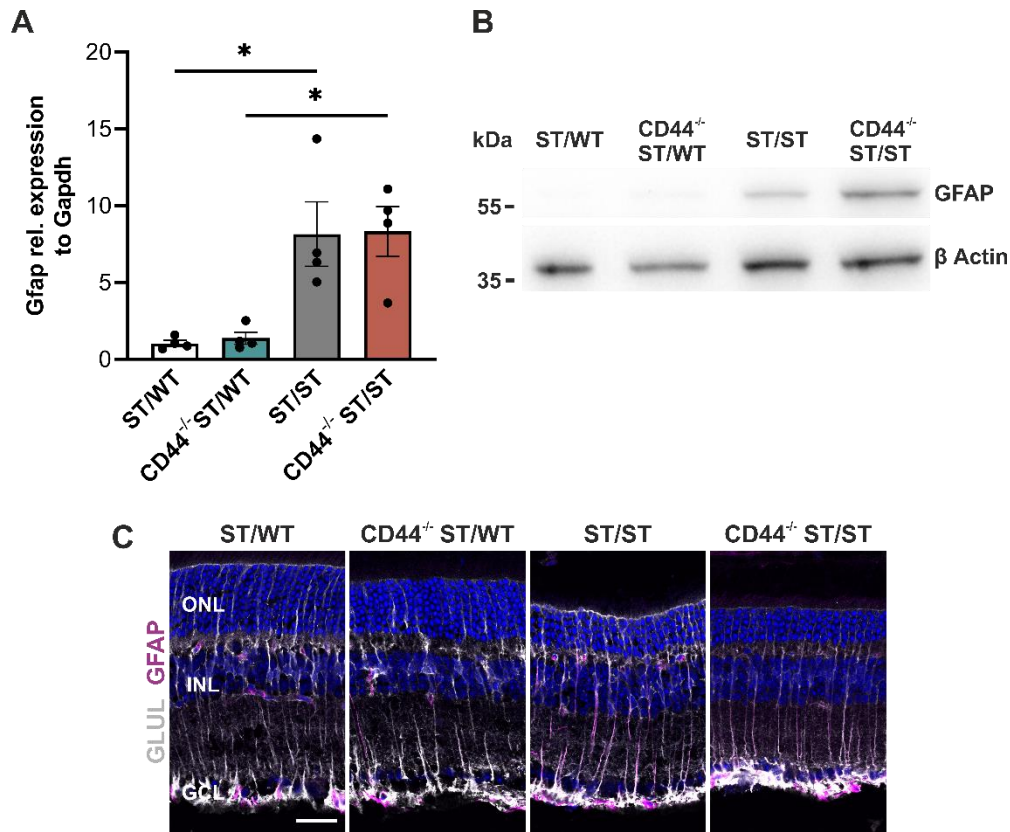 A
Gfap rel. expression
to Gapdh
20
15
10
5
0
*
*
ST/WT
CD44⁻/⁻ ST/WT
ST/ST
CD44⁻/⁻ ST/ST
B
kDa
ST/WT
CD44⁻/⁻
ST/WT
ST/ST
CD44⁻/⁻
ST/ST
55
GFAP
35
β Actin
C
GLUL GFAP
ST/WT
CD44⁻/⁻ ST/WT
ST/ST
CD44⁻/⁻ ST/ST
ONL
INL
GCL